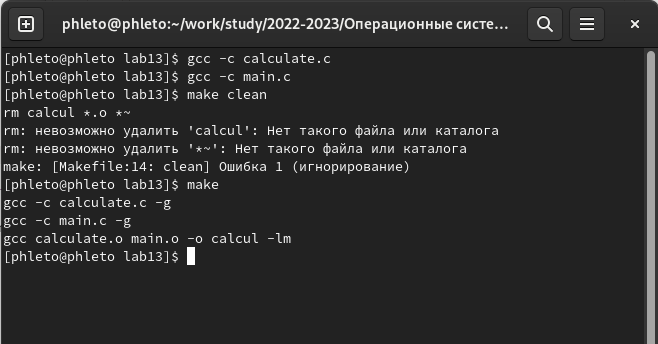 phleto@phleto:~/work/study/2022-2023/Операционные систе...
[phleto@phleto lab13]$ gcc -c calculate.c
[phleto@phleto lab13]$ gcc -c main.c
[phleto@phleto lab13]$ make clean
rm calcul *.o *~
rm: невозможно удалить 'calcul': Нет такого файла или каталога
rm: невозможно удалить '*~': Нет такого файла или каталога
make: [Makefile:14: clean] Ошибка 1 (игнорирование)
[phleto@phleto lab13]$ make
gcc -c calculate.c -g
gcc -c main.c -g
gcc calculate.o main.o -o calcul -lm
[phleto@phleto lab13]$